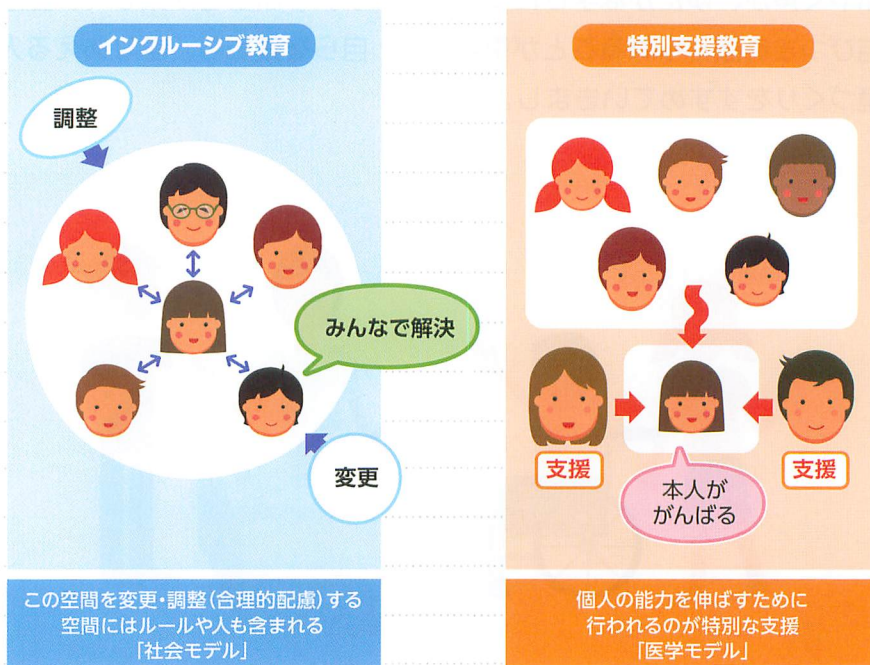 インクルーシブ教育
調整
みんなで解決
変更
この空間を変更・調整(合理的配慮)する
空間にはルールや人も含まれる
「社会モデル」
特別支援教育
支援
支援
本人が
がんばる
個人の能力を伸ばすために
行われるのが特別な支援
「医学モデル」